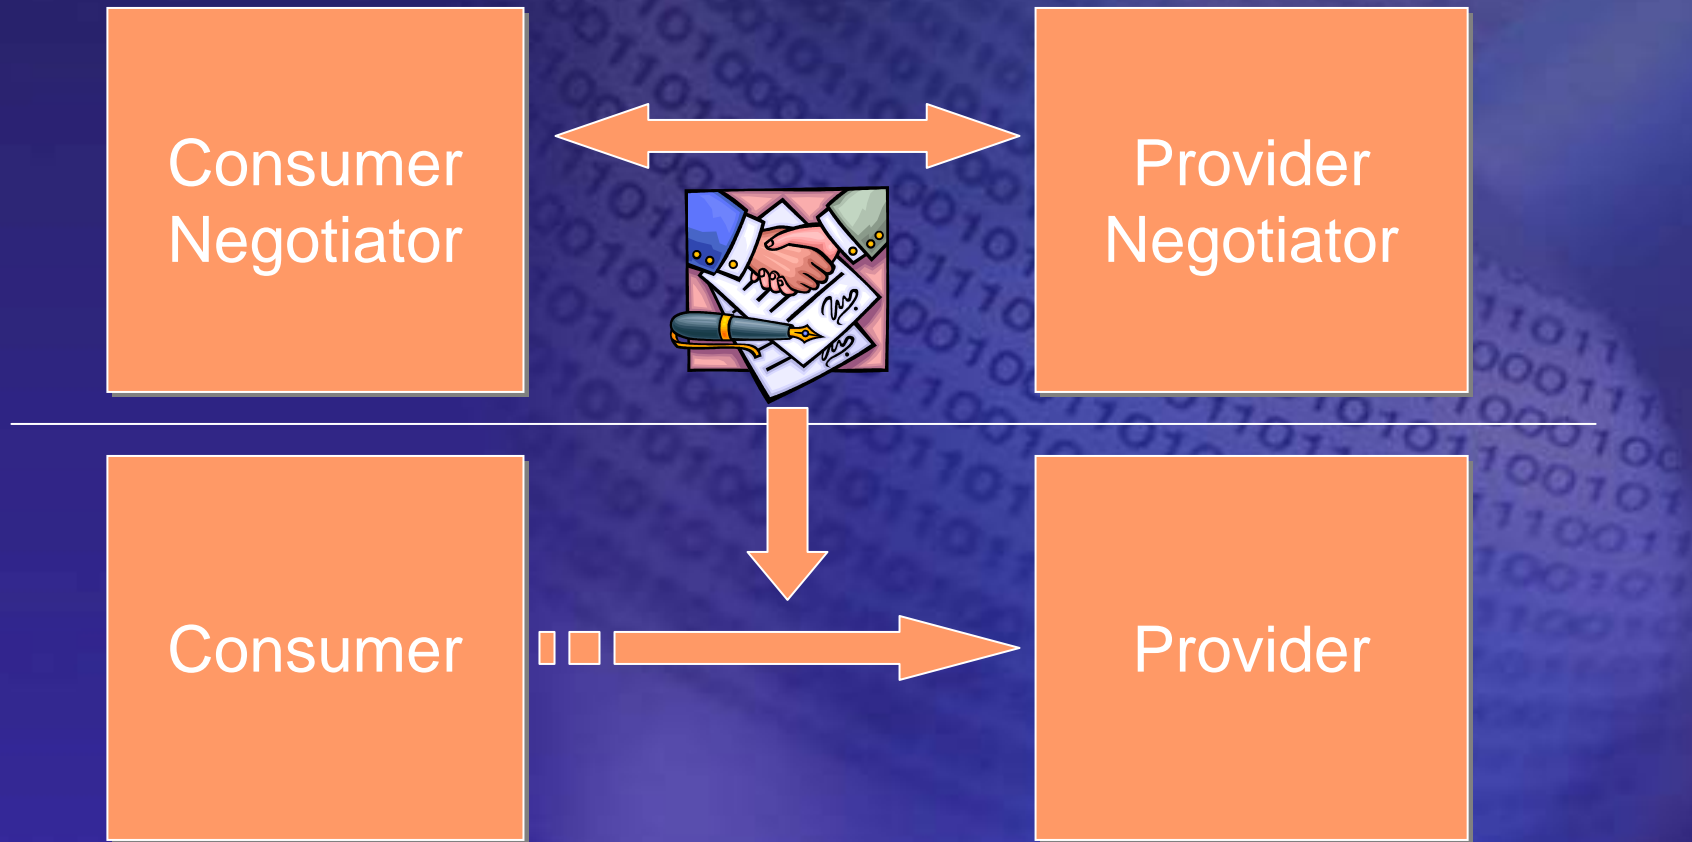 Consumer
Negotiator
Provider
Negotiator
Consumer
Provider